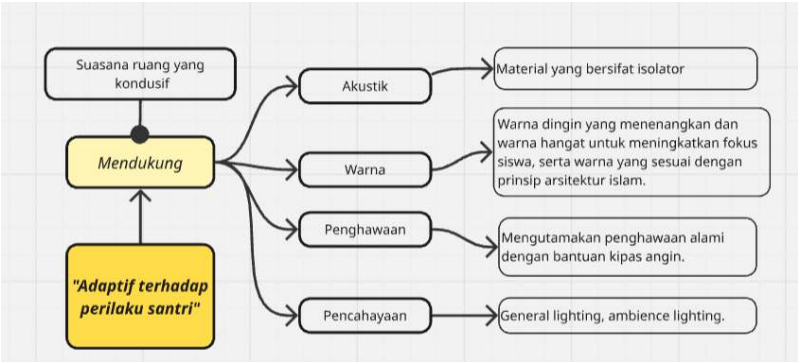 Suasana ruang yang
kondusif
Mendukung
"Adaptif terhadap
perilaku santri"
Akustik
Material yang bersifat isolator
Warna
Warna dingin yang menenangkan dan
warna hangat untuk meningkatkan fokus
siswa, serta warna yang sesuai dengan
prinsip arsitektur islam.
Penghawaan
Mengutamakan penghawaan alami
dengan bantuan kipas angin.
Pencahayaan
General lighting, ambience lighting.